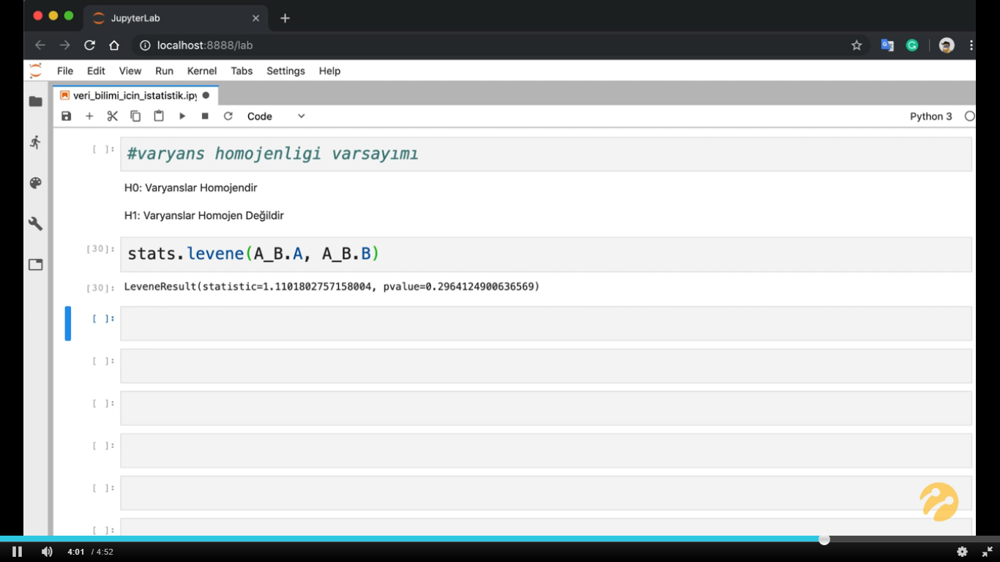 JupyterLab
localhost:8888/lab
File Edit View Run Kernel Tabs Settings Help
veri_bilimi_icin_istatistik.ipy
Code
Python 3
[ ]: #varyans homojenligi varsayımı
H0: Varyanslar Homojendir
H1: Varyanslar Homojen Değildir
[30]: stats.levene(A_B.A, A_B.B)
[30]: LeveneResult(statistic=1.1101802757158004, pvalue=0.2964124900636569)
[ ]:
[ ]:
[ ]:
[ ]:
[ ]:
[ ]:
4:01 / 4:52